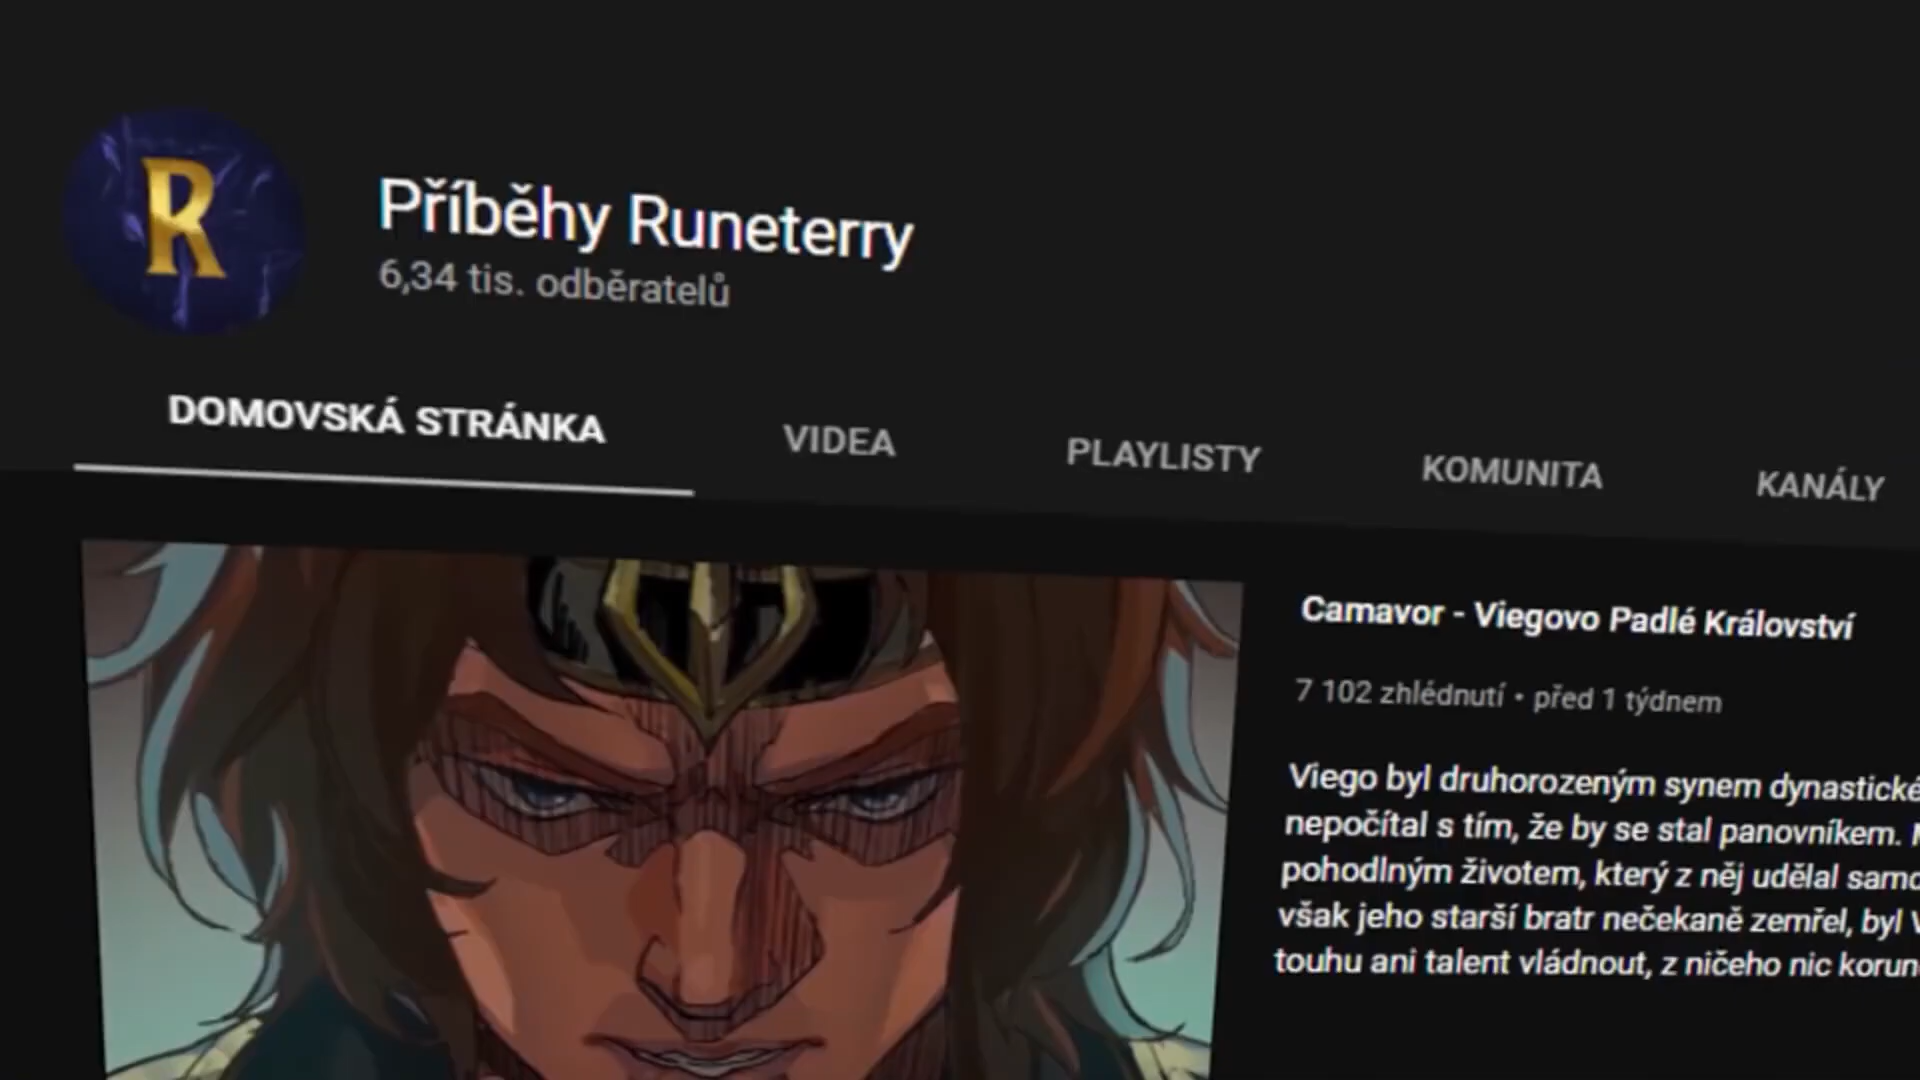 R
Příběhy Runeterry
6,34 tis. odběratelů
DOMOVSKÁ STRÁNKA
VIDEA
PLAYLISTY
KOMUNITA
KANÁLY
Camavor - Viegovo Padlé Království
7 102 zhlédnutí • před 1 týdnem
Viego byl druhorozeným synem dynastické
nepočítal s tím, že by se stal panovníkem.
pohodlným životem, který z něj udělal
však jeho starší bratr nečekaně zemřel, byl
touhu ani talent vládnout, z ničeho nic